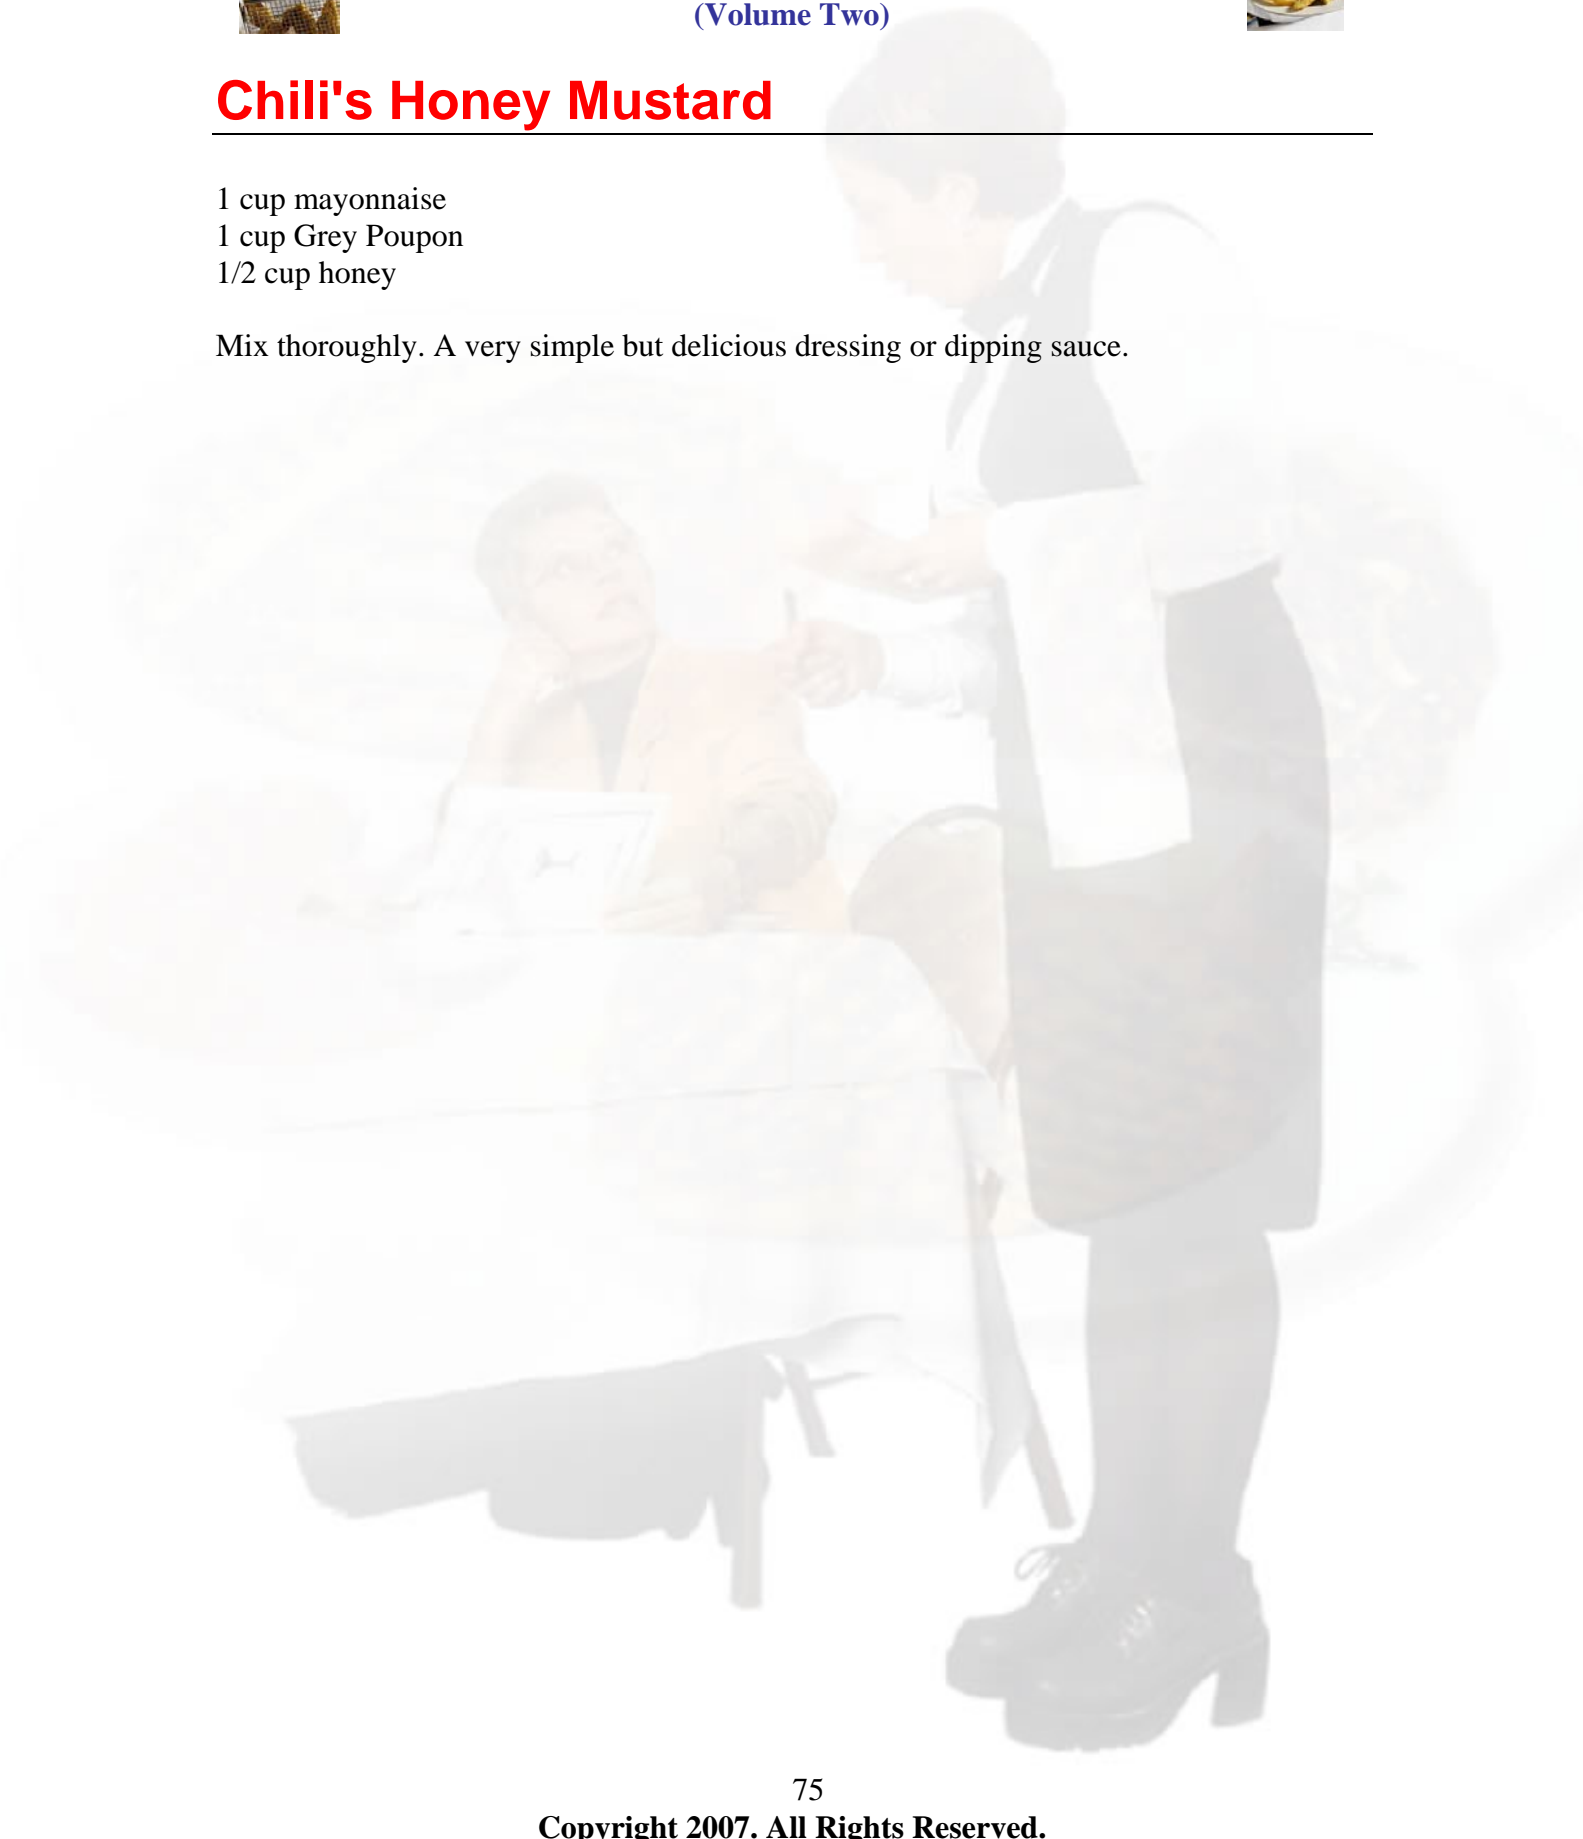 (Volume Two)
Chili's Honey Mustard
1 cup mayonnaise
1 cup Grey Poupon
1/2 cup honey
Mix thoroughly. A very simple but delicious dressing or dipping sauce.
75
Copyright 2007. All Rights Reserved.